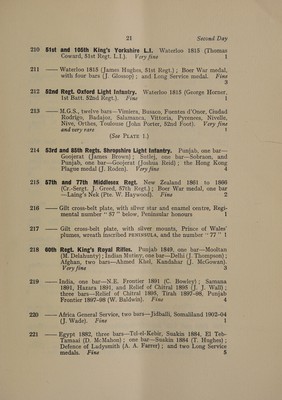 21
Second Day
210 51st and 105th King's Yorkshire L.I. Waterloo 1815 (Thomas
Coward, 51st Regt. L.I.). Very fine 1
211 —— Waterloo 1815 (James Hughes, 51st Regt.); Boer War medal,
with four bars (J. Glossop); and Long Service medal. Fine
3
212 52nd Regt. Oxford Light Infantry. Waterloo 1815 (George Hornor,
1st Batt. 52nd Regt.). Fine 1
213 —— M.G.S., twelve bars—Vimiera, Busaco, Fuentes d'Onor, Ciudad
Rodrigo, Badajoz, Salamanca, Vittoria, Pyrenees, Nivelle,
Nive, Orthes, Toulouse (John Porter, 52nd Foot). Very fine
and very rare 1
(See PLATE I.)
214 53rd and 85th Regts. Shropshire Light Infantry. Punjab, one bar—
Goojerat (James Brown); Sutlej, one bar—Sobraon, and
Punjab, one bar—Goojerat (Joshua Reid); the Hong Kong
Plague medal (J. Roden). Very fine 4
215 57th and 77th Middlesex Regt. New Zealand 1861 to 1866
(Cr.-Sergt. J. Greed, 57th Regt.); Boer War medal, one bar
—Laing's Nek (Pte. W. Haywood). Fine 2
216 —— Gilt cross-belt plate, with silver star and enamel centre, Regi-
mental number "57" below, Peninsular honours 1
217 —— Gilt cross-belt plate, with silver mounts, Prince of Wales'
plumes, wreath inscribed PENINSULA, and the number "77" 1
218 60th Regt. King's Royal Rifles. Punjab 1849, one bar—Mooltan
(M. Delahanty); Indian Mutiny, one bar—Delhi (J. Thompson);
Afghan, two bars—Ahmed Khel, Kandahar (J. McGowan).
Very fine 3
219 —— India, one bar—N.E. Frontier 1891 (C. Bowley); Samana
1891, Hazara 1891, and Relief of Chitral 1895 (J. J. Wall);
three bars—Relief of Chitral 1895, Tirah 1897-98, Punjab
Frontier 1897-98 (W. Baldwin). Fine 3
220 —— Africa General Service, two bars—Jidballi, Somaliland 1902-04
(J. Wade). Fine 1
221 —— Egypt 1882, three bars—Tel-el-Kebir, Suakin 1884, El Teb-
Tamaai (D. McMahon); one bar—Suakin 1884 (T. Hughes);
Defence of Ladysmith (A. A. Farrer); and two Long Service
medals. Fine 5